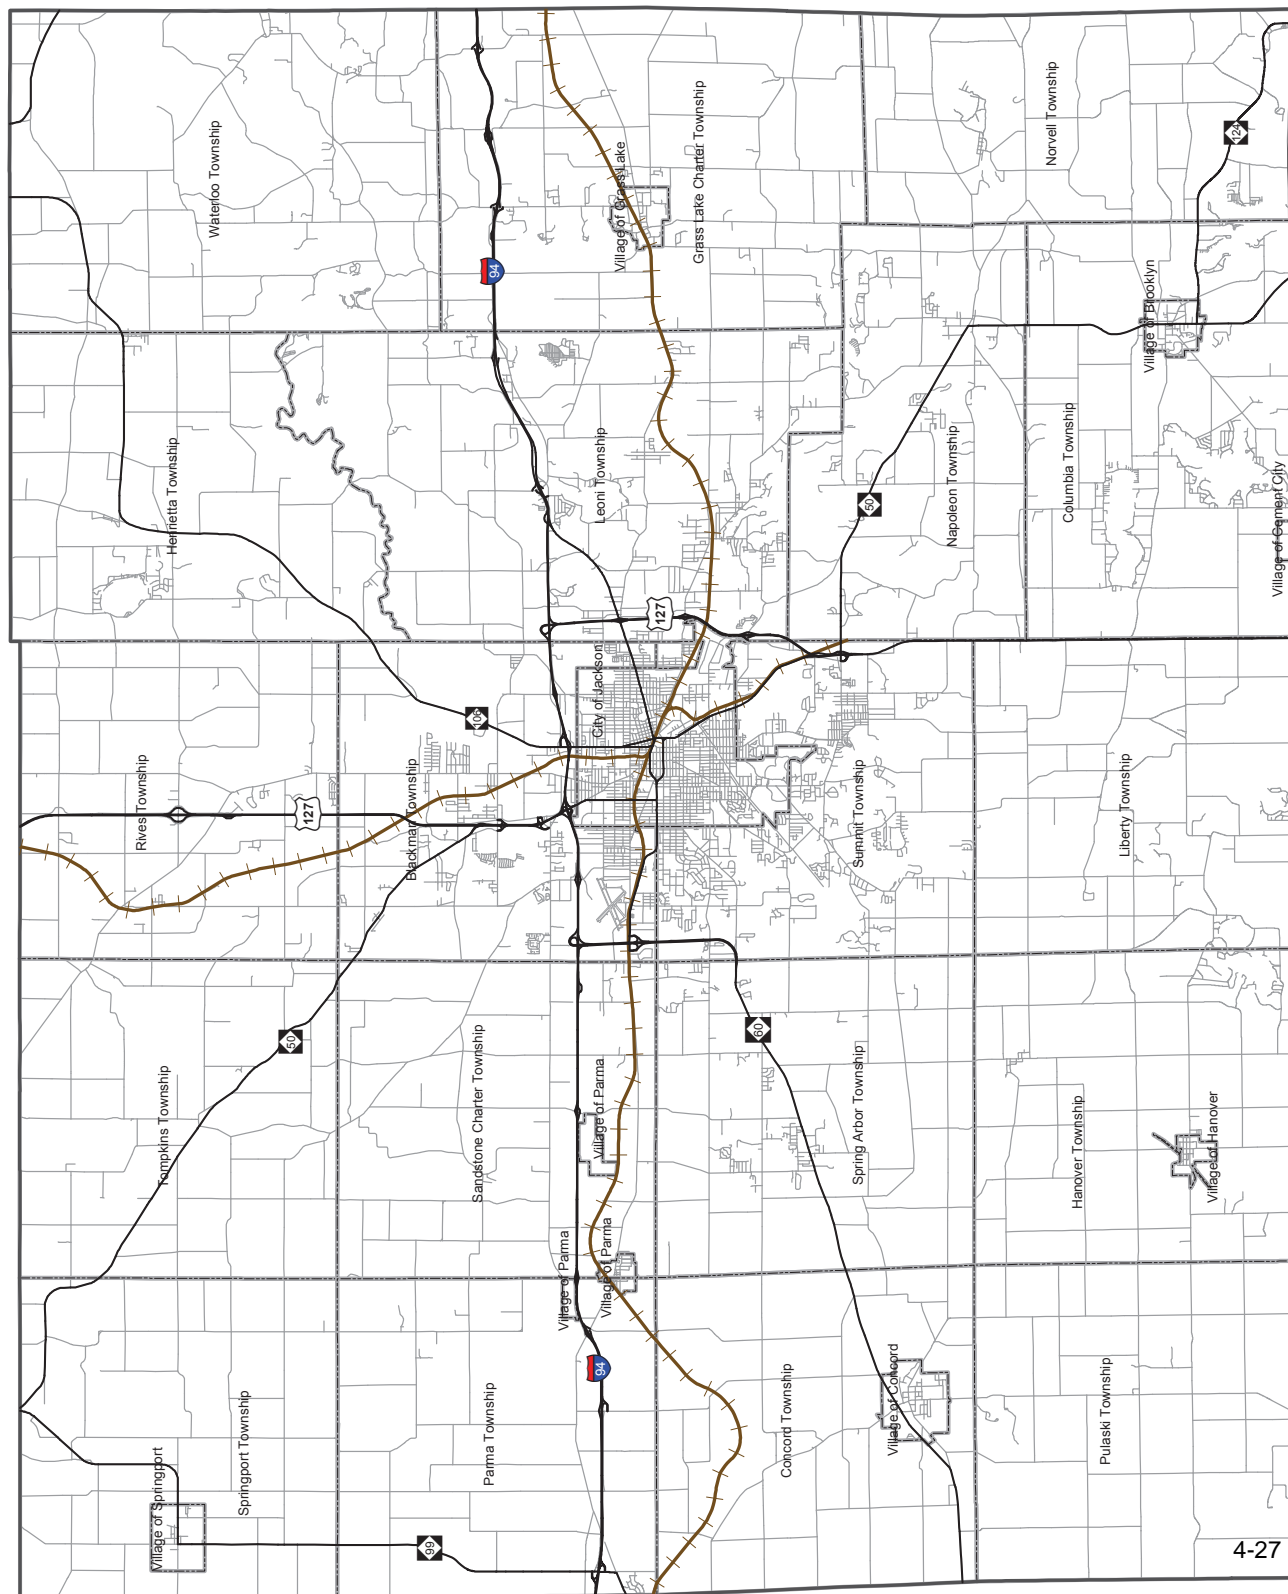 Waterloo Township
Grass Lake Charter Township
Village of Grass Lake
Norvell Township
124
94
Village of Brooklyn
Henrietta Township
Leoni Township
Napoleon Township
Columbia Township
Village of Cement City
50
127
City of Jackson
106
Rives Township
127
Blackman Township
Summit Township
Liberty Township
50
60
Tompkins Township
Sandstone Charter Township
Village of Parma
Spring Arbor Township
Hanover Township
Village of Hanover
Village of Parma
Village of Parma
94
Springport Township
Village of Springport
Parma Township
Concord Township
Village of Concord
Pulaski Township
99
4-27